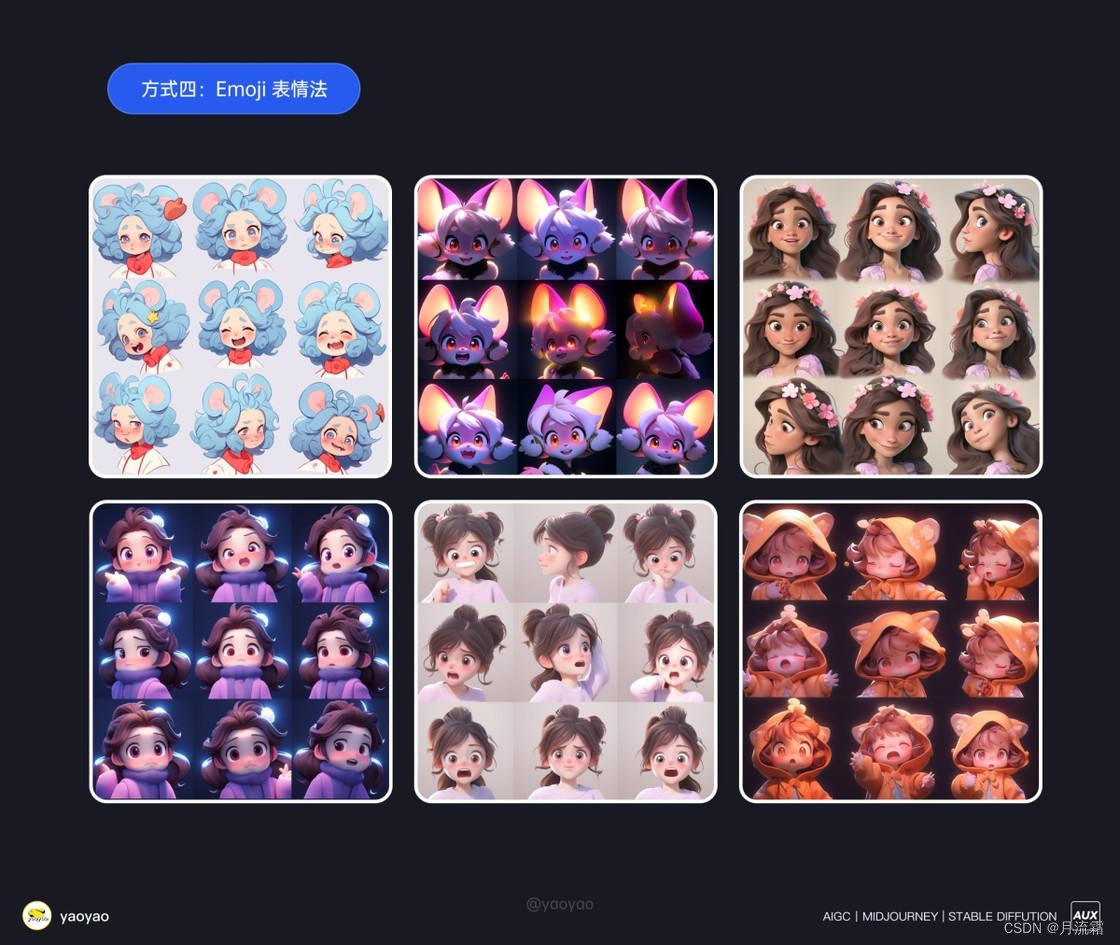 方式四：Emoji 表情法
@yaoyao
yaoyao
AIGC | MIDJOURNEY | STABLE DIFFUTION
AUX
CSDN @月流霜